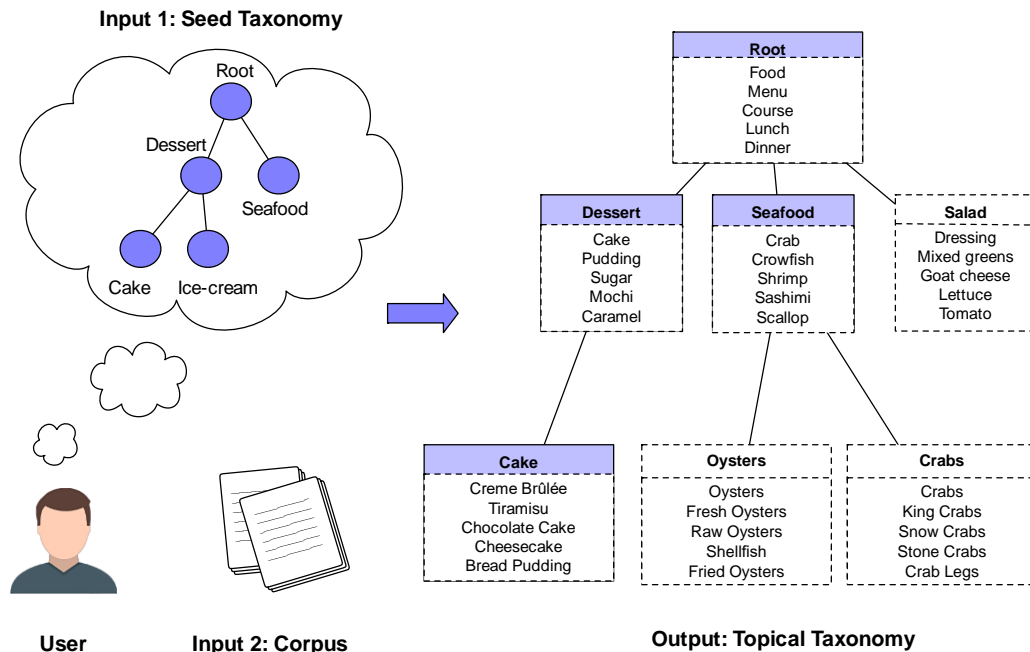 Input 1: Seed Taxonomy
Root
Dessert
Seafood
Cake
Ice-cream
User
Input 2: Corpus
Root
Food
Menu
Course
Lunch
Dinner
Dessert
Cake
Pudding
Sugar
Mochi
Caramel
Seafood
Crab
Crowfish
Shrimp
Sashimi
Scallop
Salad
Dressing
Mixed greens
Goat cheese
Lettuce
Tomato
Cake
Creme Brûlée
Tiramisu
Chocolate Cake
Cheesecake
Bread Pudding
Oysters
Oysters
Fresh Oysters
Raw Oysters
Shellfish
Fried Oysters
Crabs
Crabs
King Crabs
Snow Crabs
Stone Crabs
Crab Legs
Output: Topical Taxonomy